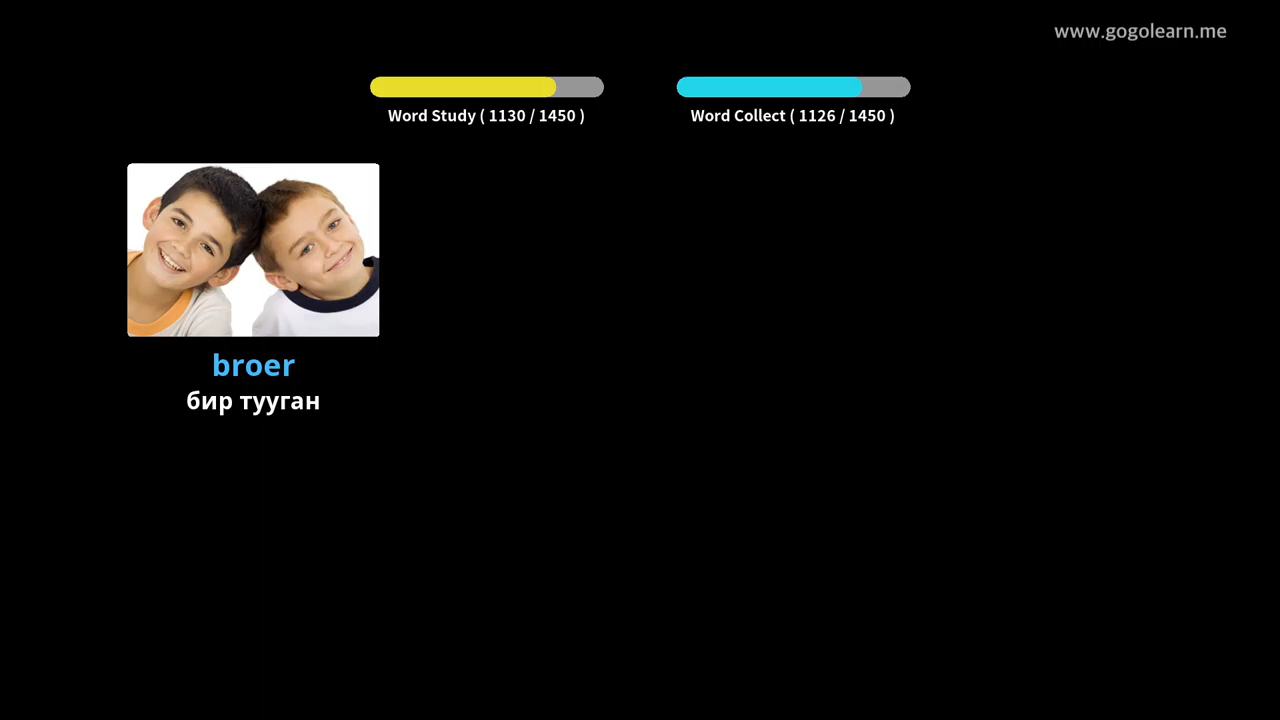 www.gogolearn.me
Word Study ( 1130 / 1450 )
Word Collect ( 1126 / 1450 )
broer
бир тууган